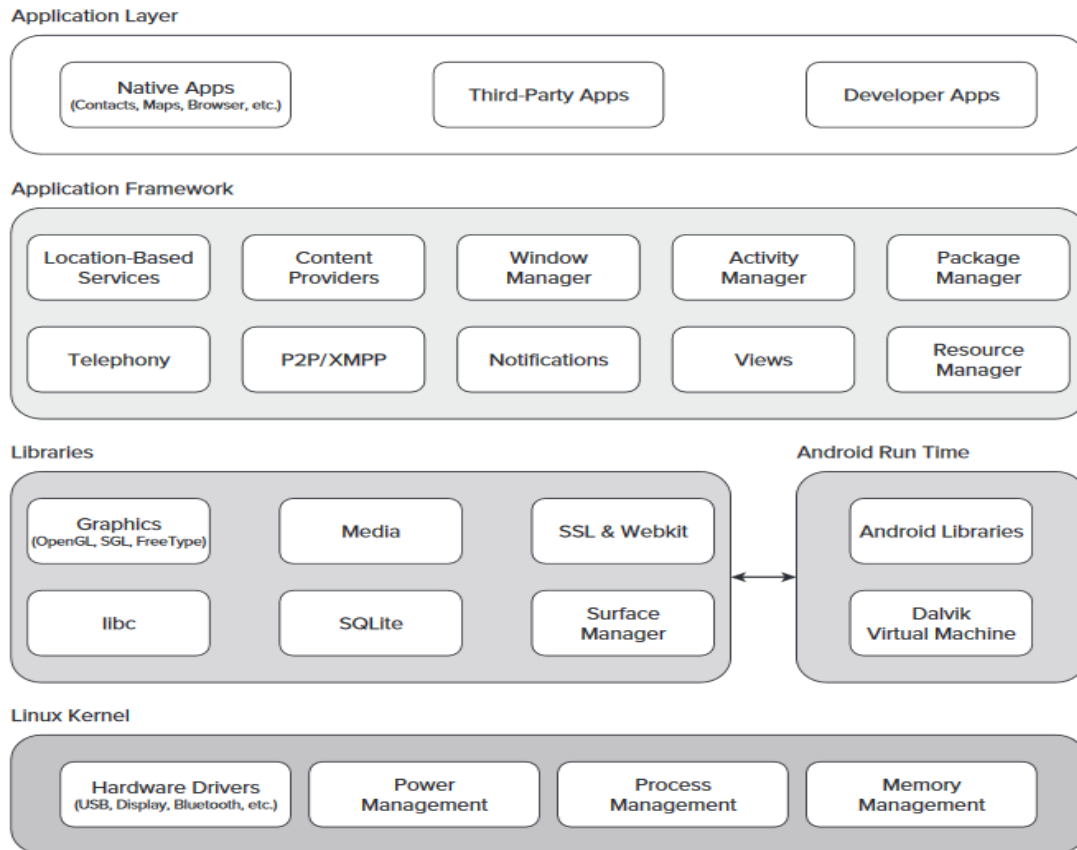 Application Layer
Native Apps
(Contacts, Maps, Browser, etc.)
Third-Party Apps
Developer Apps
Application Framework
Location-Based
Services
Content
Providers
Window
Manager
Activity
Manager
Package
Manager
Telephony
P2P/XMPP
Notifications
Views
Resource
Manager
Libraries
Graphics
(OpenGL, SGL, FreeType)
Media
SSL & Webkit
libc
SQLite
Surface
Manager
Android Run Time
Android Libraries
Dalvik
Virtual Machine
Linux Kernel
Hardware Drivers
(USB, Display, Bluetooth, etc.)
Power
Management
Process
Management
Memory
Management